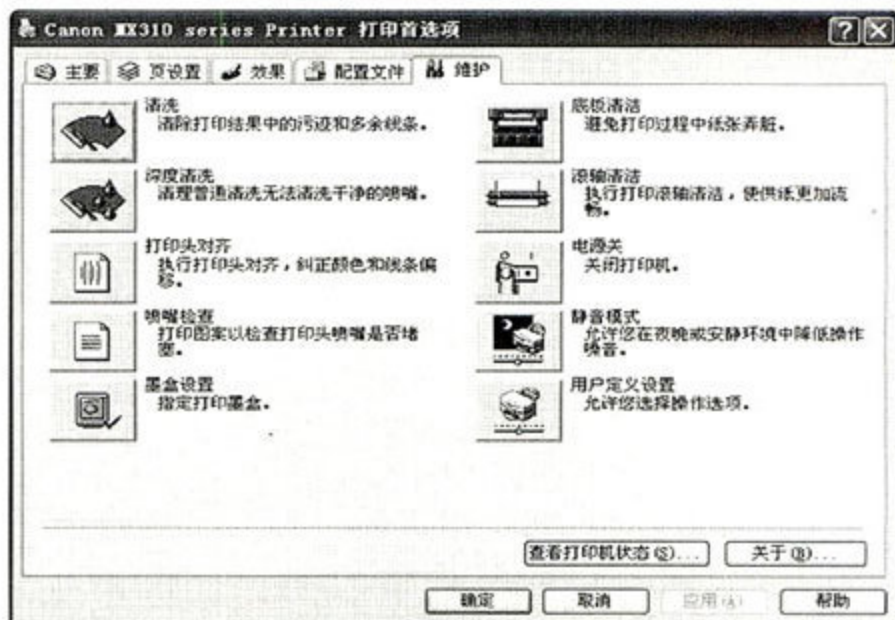 Canon MX310 series Printer 打印首选项
主要 页设置 效果 配置文件 维护
清洗
清除打印结果中的污迹和多余线条。
深度清洗
清理普通清洗无法清洗干净的喷嘴。
打印头对齐
执行打印头对齐，纠正颜色和线条偏
移。
喷嘴检查
打印图案以检查打印头喷嘴是否堵
塞。
墨盒设置
指定打印墨盒。
底板清洁
避免打印过程中纸张弄脏。
滚轴清洁
执行打印滚轴清洁，使供纸更加流
畅。
电源关
关闭打印机。
静音模式
允许您在夜晚或安静环境中降低操作
噪音。
用户定义设置
允许您选择操作选项。
查看打印机状态(S)... 关于(B)...
确定 取消 应用(A) 帮助